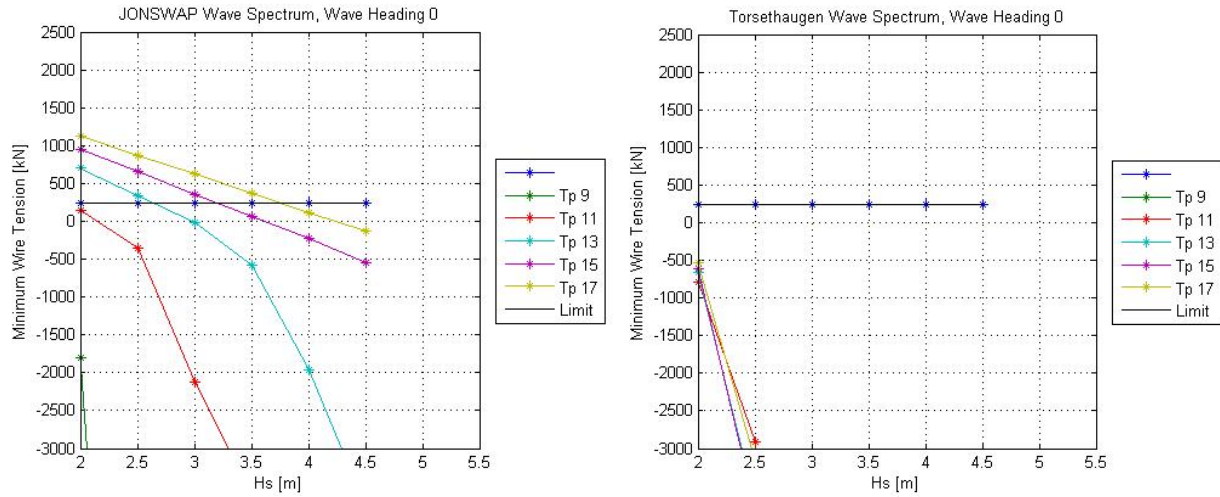 JONSWAP Wave Spectrum, Wave Heading 0
2500
2000
1500
1000
500
0
-500
-1000
-1500
-2000
-2500
-3000
2 2.5 3 3.5 4 4.5 5 5.5
Hs [m]
Minimum Wire Tension [kN]
Tp 9
Tp 11
Tp 13
Tp 15
Tp 17
Limit
Torsethaugen Wave Spectrum, Wave Heading 0
2500
2000
1500
1000
500
0
-500
-1000
-1500
-2000
-2500
-3000
2 2.5 3 3.5 4 4.5 5 5.5
Hs [m]
Minimum Wire Tension [kN]
Tp 9
Tp 11
Tp 13
Tp 15
Tp 17
Limit